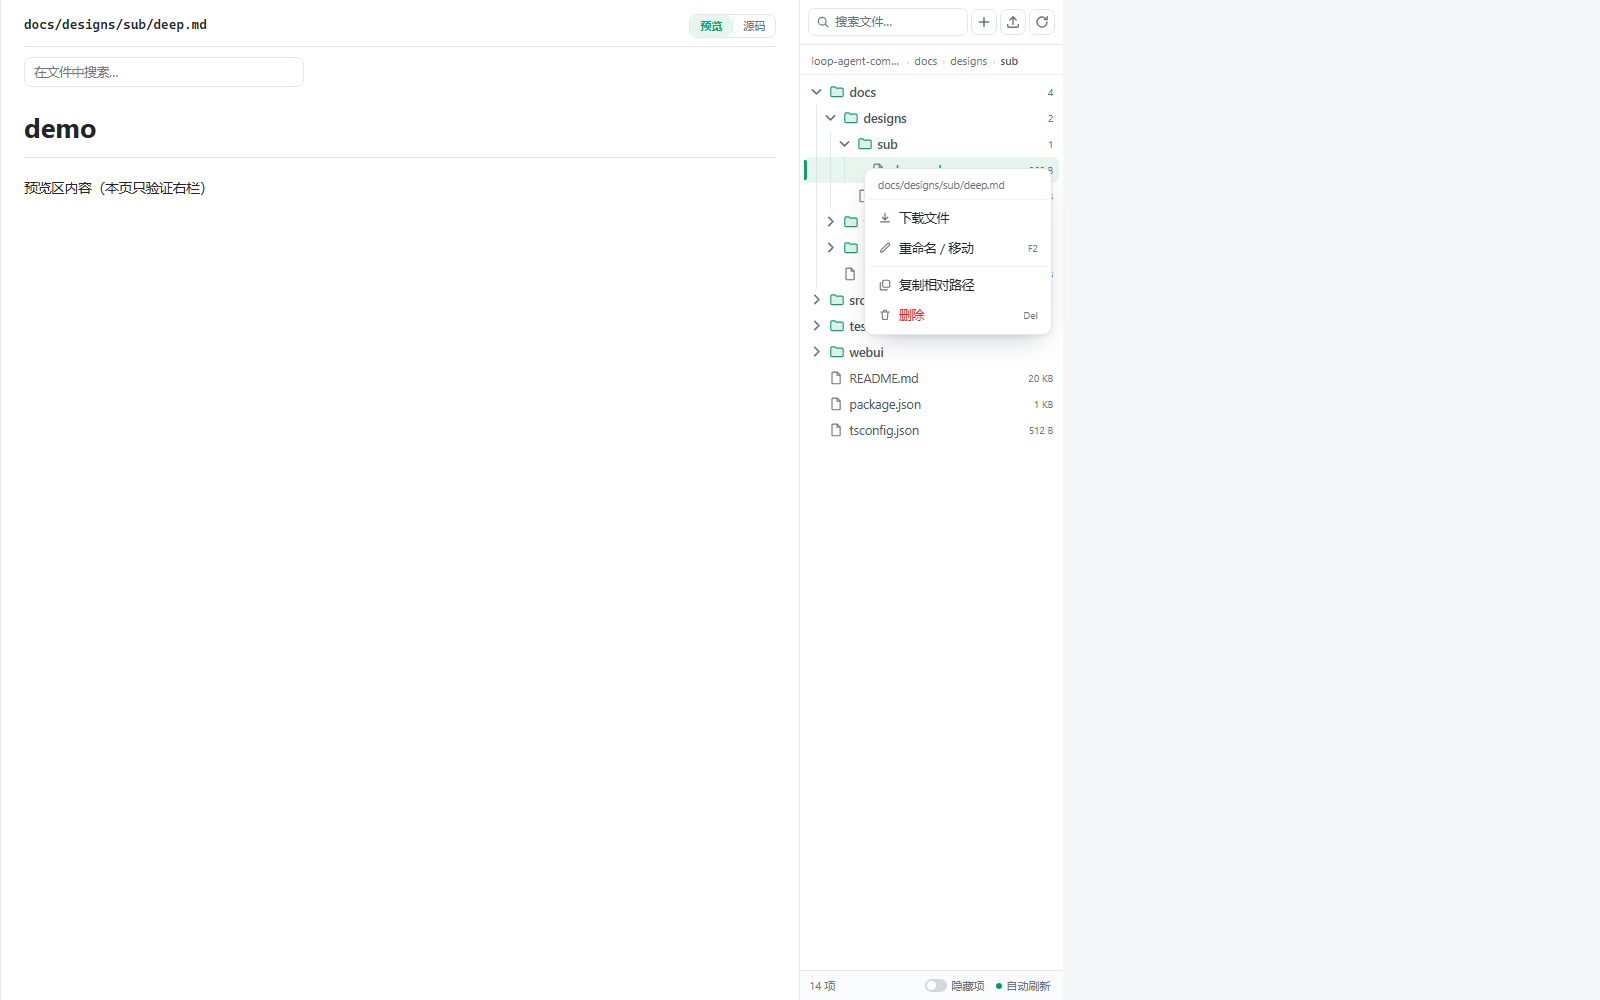 docs/designs/sub/deep.md
预览 源码
在文件中搜索...
demo
预览区内容（本页只验证右栏）
搜索文件...
loop-agent-com... › docs › designs › sub
docs 4
designs 2
sub 1
docs/designs/sub/deep.md
下载文件
重命名 / 移动 F2
复制相对路径
删除 Del
src
webui
README.md 20 KB
package.json 1 KB
tsconfig.json 512 B
14 项 隐藏项 自动刷新